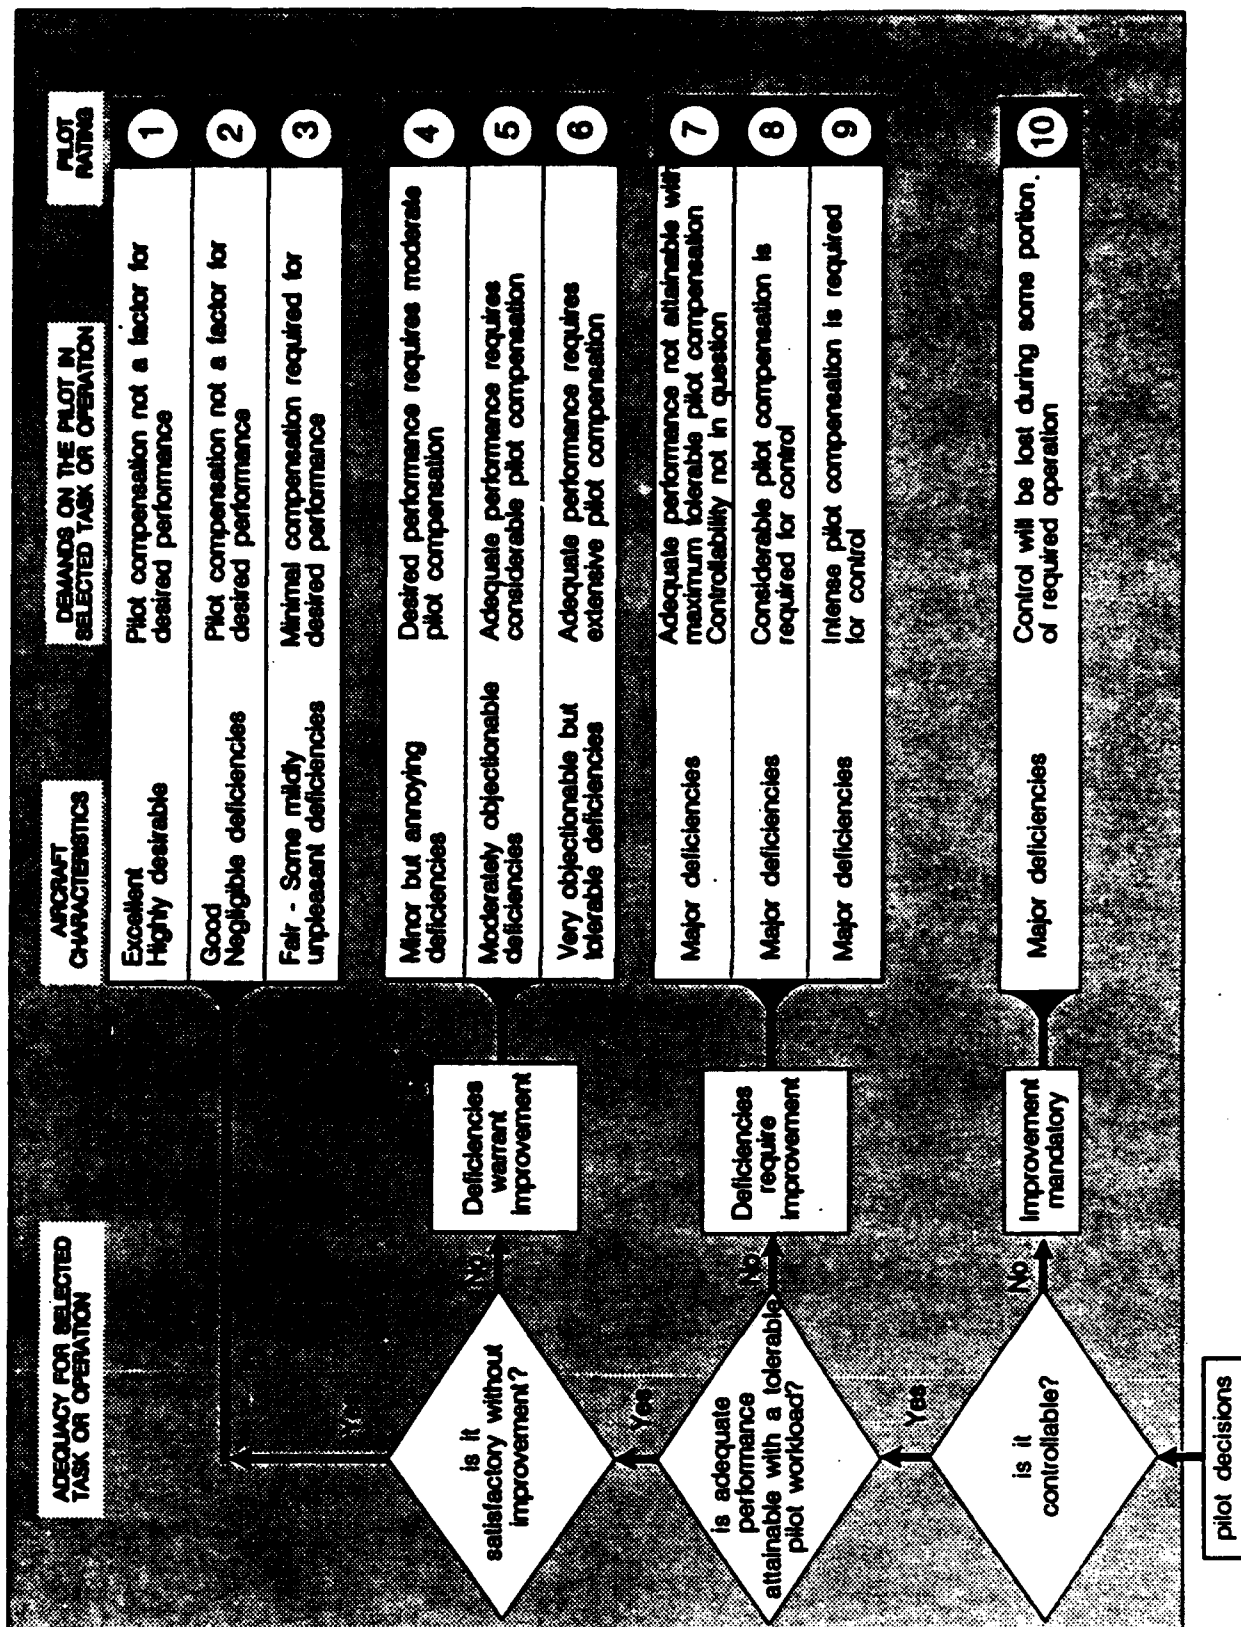 ADEQUACY FOR SELECTED
TASK OR OPERATION
AIRCRAFT
CHARACTERISTICS
DEMANDS ON THE PILOT IN
SELECTED TASK OR OPERATION
PILOT
RATING
Excellent
Highly desirable
Pilot compensation not a factor for
desired performance
1
Good
Negligible deficiencies
Pilot compensation not a factor for
desired performance
2
Fair - Some mildly
unpleasant deficiencies
Minimal compensation required for
desired performance
3
Yes
is it
satisfactory without
improvement?
No
Deficiencies
warrant
improvement
Minor but annoying
deficiencies
Desired performance requires moderate
pilot compensation
4
Moderately objectionable
deficiencies
Adequate performance requires
considerable pilot compensation
5
Very objectionable but
tolerable deficiencies
Adequate performance requires
extensive pilot compensation
6
Yes
is adequate
performance
attainable with a tolerable
pilot workload?
No
Deficiencies
require
improvement
Major deficiencies
Adequate performance not attainable with
maximum tolerable pilot compensation
Controllability not in question
7
Major deficiencies
Considerable pilot compensation is
required for control
8
Major deficiencies
Intense pilot compensation is required
for control
9
Yes
is it
controllable?
No
Improvement
mandatory
Major deficiencies
Control will be lost during some portion.
of required operation
10
pilot decisions